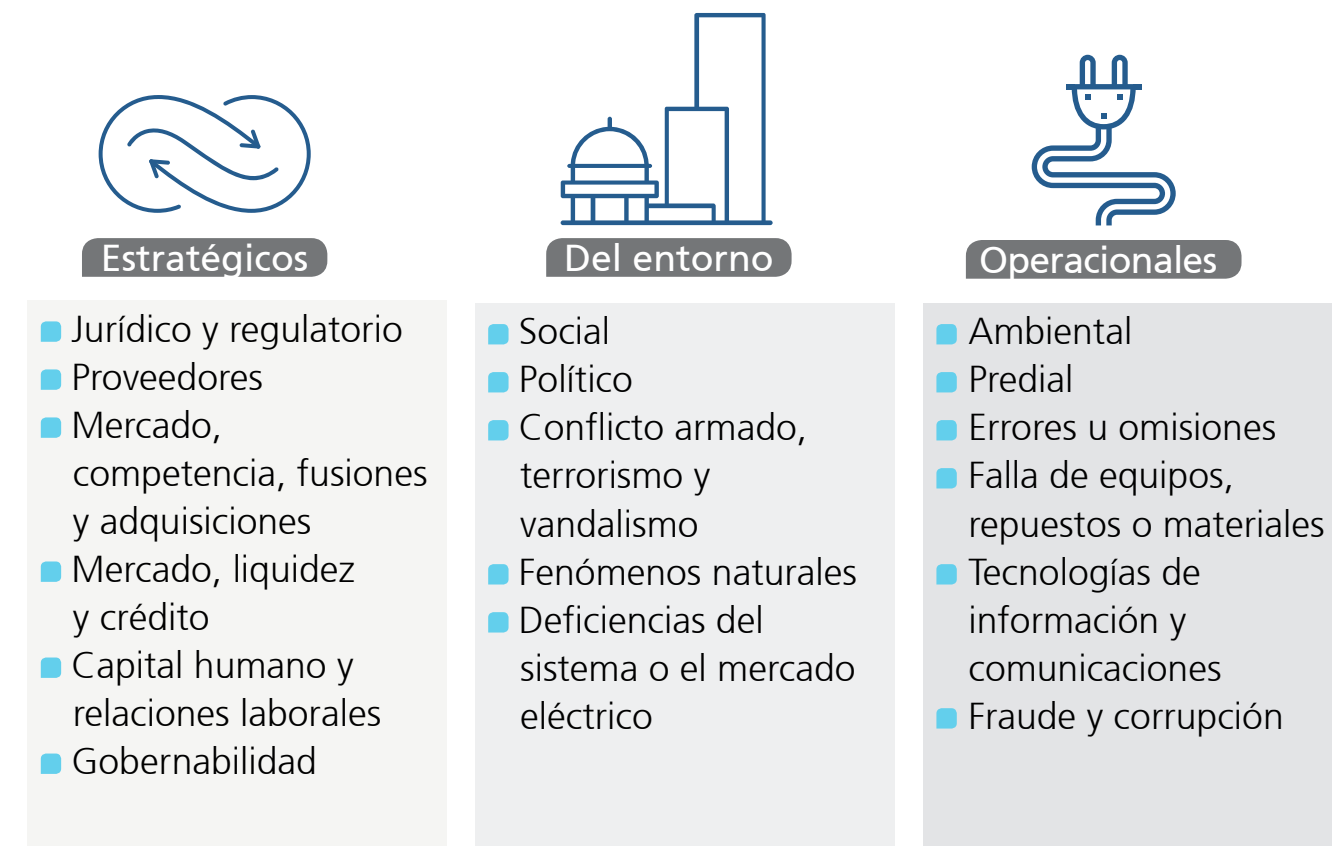 Estratégicos
Jurídico y regulatorio
Proveedores
Mercado,
competencia, fusiones
y adquisiciones
Mercado, liquidez
y crédito
Capital humano y
relaciones laborales
Gobernabilidad
Del entorno
Social
Político
Conflicto armado,
terrorismo y
vandalismo
Fenómenos naturales
Deficiencias del
sistema o el mercado
eléctrico
Operacionales
Ambiental
Predial
Errores u omisiones
Falla de equipos,
repuestos o materiales
Tecnologías de
información y
comunicaciones
Fraude y corrupción